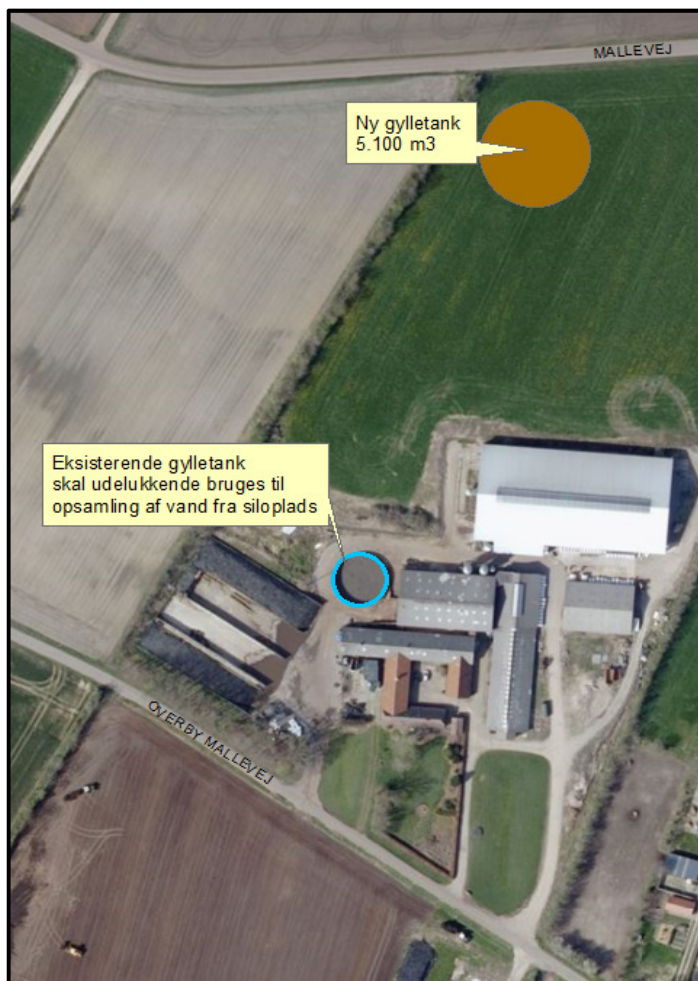 MALLEVEJ
Ny gylletank
5.100 m3
Eksisterende gylletank
skal udelukkende bruges til
opsamling af vand fra siloplads
OVERBY MALLEVEJ